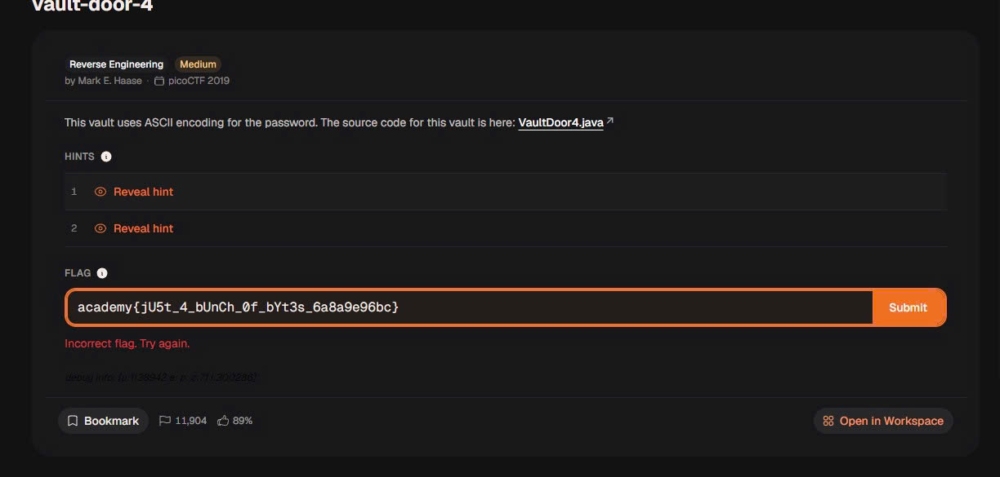 vault-door-4
Reverse Engineering Medium
by Mark E. Haase · picoCTF 2019
This vault uses ASCII encoding for the password. The source code for this vault is here: VaultDoor4.java
HINTS
1 Reveal hint
2 Reveal hint
FLAG
academy{jU5t_4_bUnCh_0f_bYt3s_6a8a9e96bc}
Submit
Incorrect flag. Try again.
debug info:
Bookmark 11,904 89% Open in Workspace